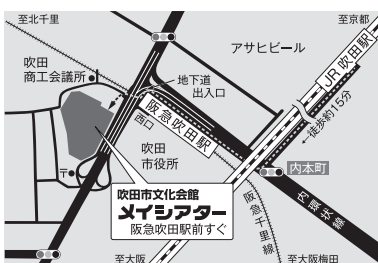 至北千里
至京都
アサヒビール
JR吹田駅
吹田
商工会議所
地下道
出入口
←徒歩約15分
阪急吹田駅
西口
吹田
市役所
内本町
〒
吹田市文化会館
メイシアター
阪急吹田駅前すぐ
阪急千里線
内環状線
至大阪
至大阪梅田